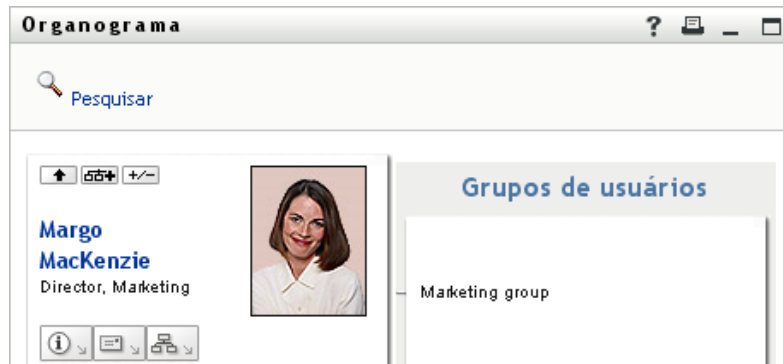 Organograma
?
Pesquisar
+/-
Grupos de usuários
Margo
MacKenzie
Director, Marketing
Marketing group